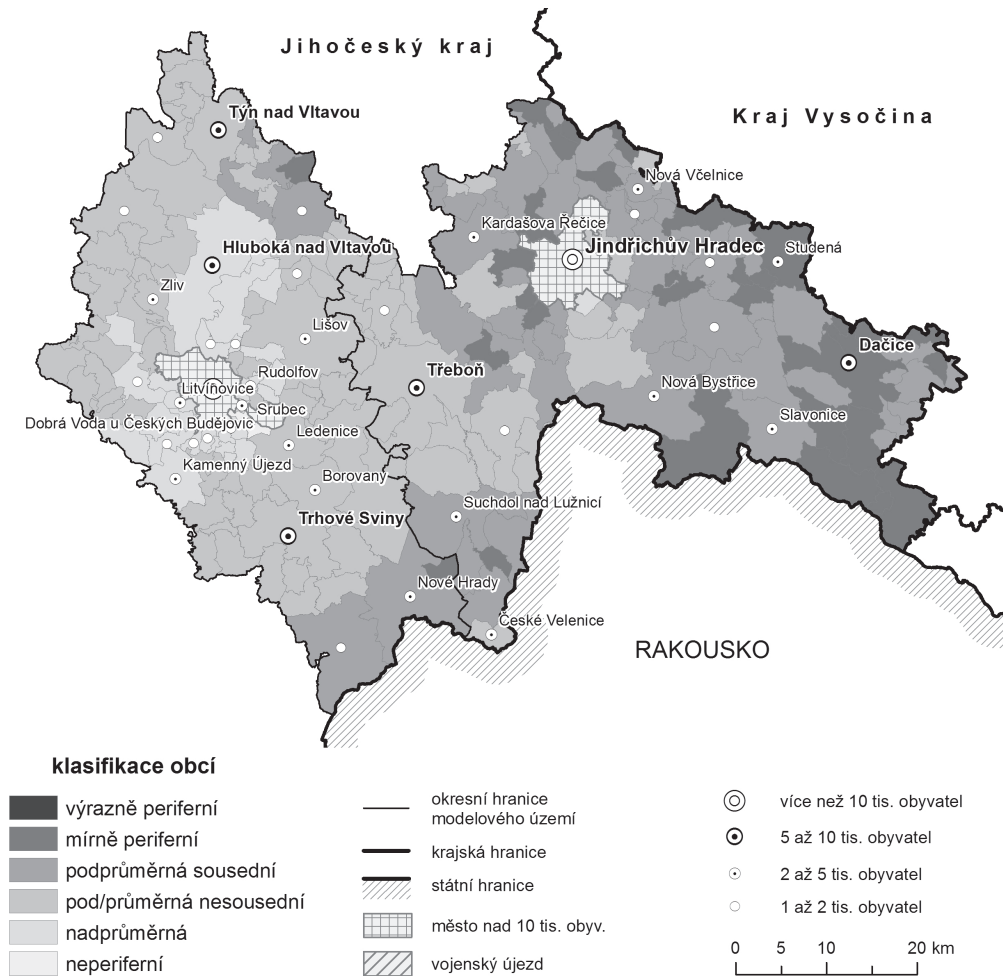 Jihočeský kraj
Týn nad Vltavou
Kraj Vysočina
Nová Včelnice
Kardašova Řečice
Hluboká nad Vltavou
Jindřichův Hradec
Studená
Zliv
Lišov
Dačice
Rudolfov
Třeboň
Litvínovice
Nová Bystřice
Srubec
Slavonice
Dobrá Voda u Českých Budějovic
Ledenice
Kamenný Újezd
Borovany
Suchdol nad Lužnicí
Trhové Sviny
Nové Hrady
České Velenice
RAKOUSKO
klasifikace obcí
výrazně periferní
mírně periferní
podprůměrná sousední
pod/průměrná nesousední
nadprůměrná
neperiferní
okresní hranice
modelového území
krajská hranice
státní hranice
město nad 10 tis. obyv.
vojenský újezd
více než 10 tis. obyvatel
5 až 10 tis. obyvatel
2 až 5 tis. obyvatel
1 až 2 tis. obyvatel
0 5 10 20 km